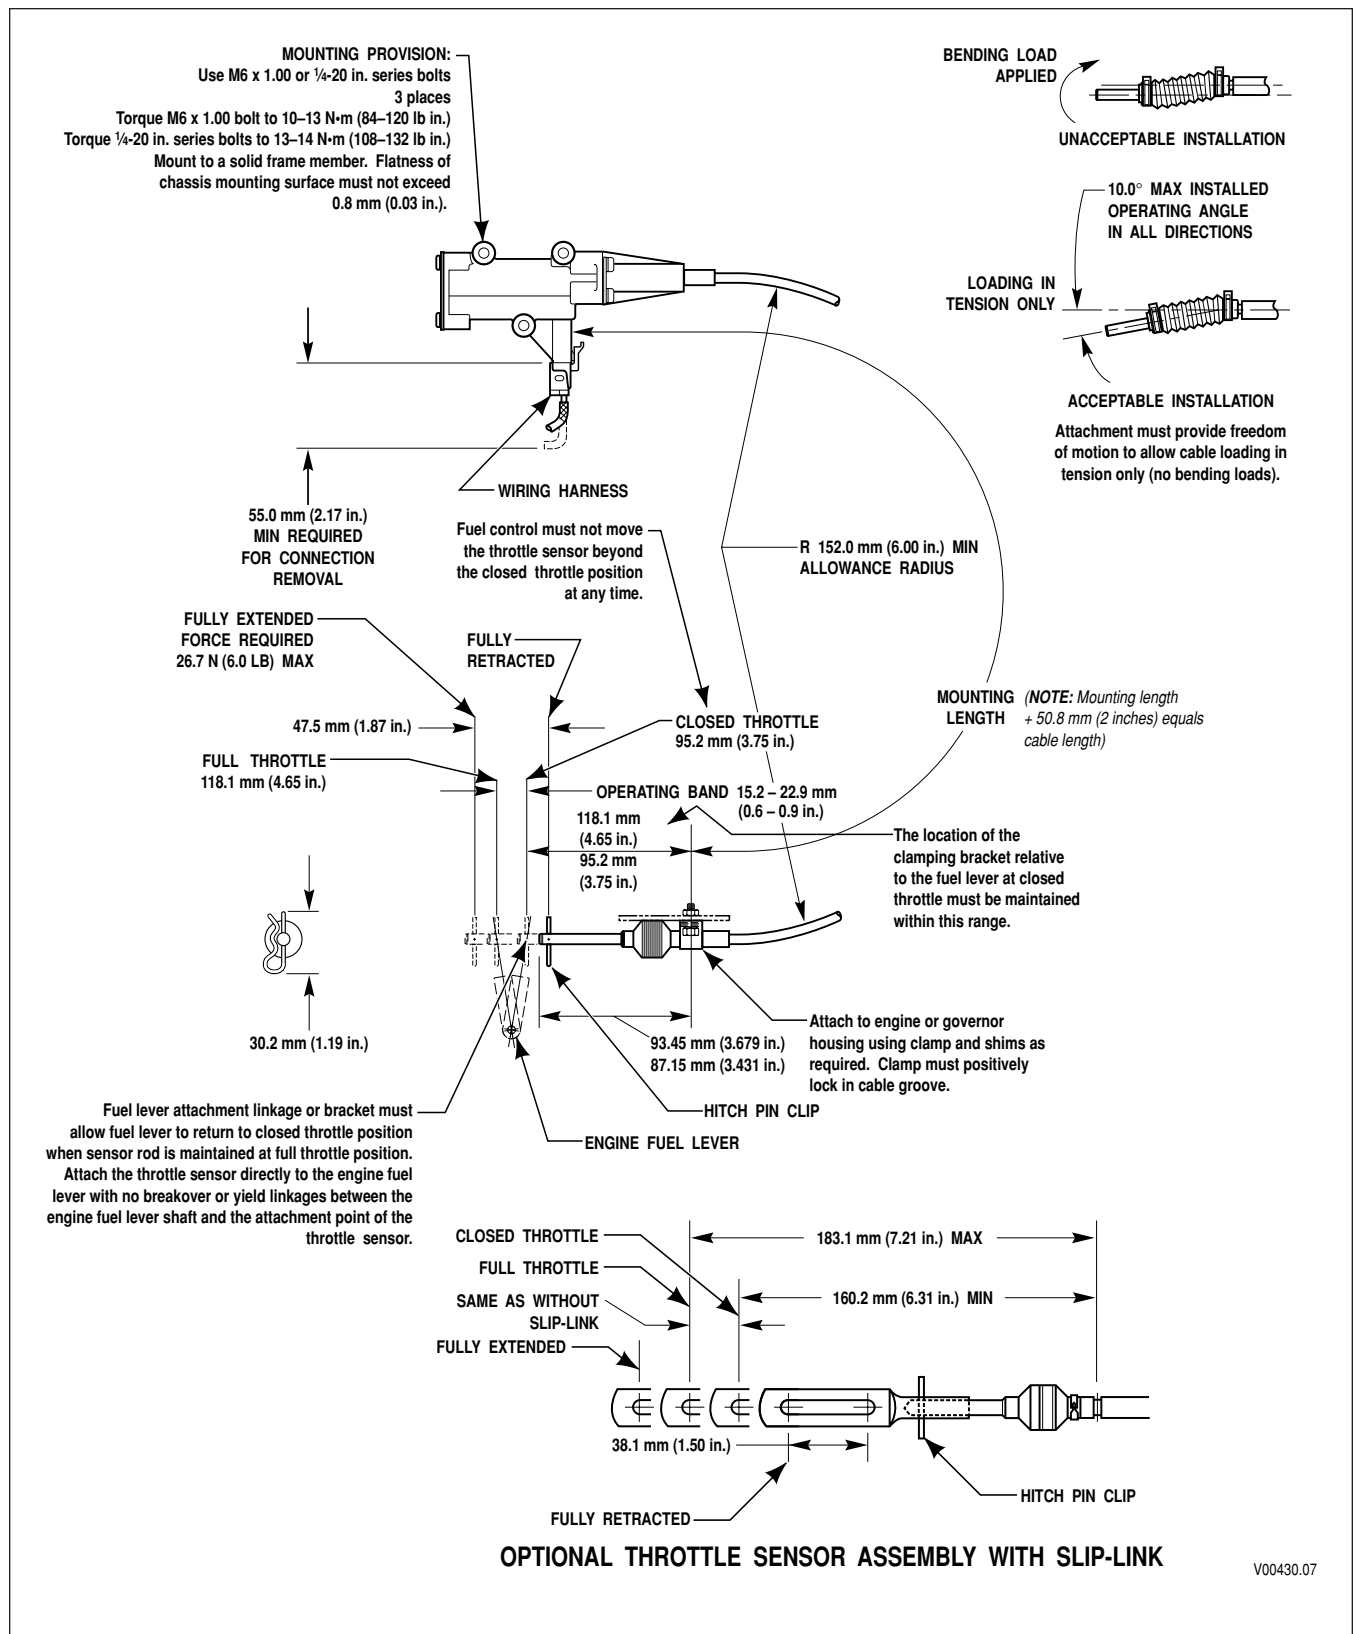 MOUNTING PROVISION:
Use M6 x 1.00 or ¼-20 in. series bolts
3 places
Torque M6 x 1.00 bolt to 10–13 N•m (84–120 lb in.)
Torque ¼-20 in. series bolts to 13–14 N•m (108–132 lb in.)
Mount to a solid frame member. Flatness of
chassis mounting surface must not exceed
0.8 mm (0.03 in.).
BENDING LOAD
APPLIED
UNACCEPTABLE INSTALLATION
10.0° MAX INSTALLED
OPERATING ANGLE
IN ALL DIRECTIONS
LOADING IN
TENSION ONLY
ACCEPTABLE INSTALLATION
Attachment must provide freedom
of motion to allow cable loading in
tension only (no bending loads).
WIRING HARNESS
55.0 mm (2.17 in.)
MIN REQUIRED
FOR CONNECTION
REMOVAL
Fuel control must not move
the throttle sensor beyond
the closed throttle position
at any time.
R 152.0 mm (6.00 in.) MIN
ALLOWANCE RADIUS
FULLY EXTENDED
FORCE REQUIRED
26.7 N (6.0 LB) MAX
FULLY
RETRACTED
MOUNTING
LENGTH
(NOTE: Mounting length
+ 50.8 mm (2 inches) equals
cable length)
47.5 mm (1.87 in.)
CLOSED THROTTLE
95.2 mm (3.75 in.)
FULL THROTTLE
118.1 mm (4.65 in.)
OPERATING BAND 15.2 – 22.9 mm
(0.6 – 0.9 in.)
118.1 mm
(4.65 in.)
95.2 mm
(3.75 in.)
The location of the
clamping bracket relative
to the fuel lever at closed
throttle must be maintained
within this range.
30.2 mm (1.19 in.)
93.45 mm (3.679 in.)
87.15 mm (3.431 in.)
Attach to engine or governor
housing using clamp and shims as
required. Clamp must positively
lock in cable groove.
HITCH PIN CLIP
ENGINE FUEL LEVER
Fuel lever attachment linkage or bracket must
allow fuel lever to return to closed throttle position
when sensor rod is maintained at full throttle position.
Attach the throttle sensor directly to the engine fuel
lever with no breakover or yield linkages between the
engine fuel lever shaft and the attachment point of the
throttle sensor.
CLOSED THROTTLE
183.1 mm (7.21 in.) MAX
FULL THROTTLE
160.2 mm (6.31 in.) MIN
SAME AS WITHOUT
SLIP-LINK
FULLY EXTENDED
38.1 mm (1.50 in.)
HITCH PIN CLIP
FULLY RETRACTED
OPTIONAL THROTTLE SENSOR ASSEMBLY WITH SLIP-LINK
V00430.07